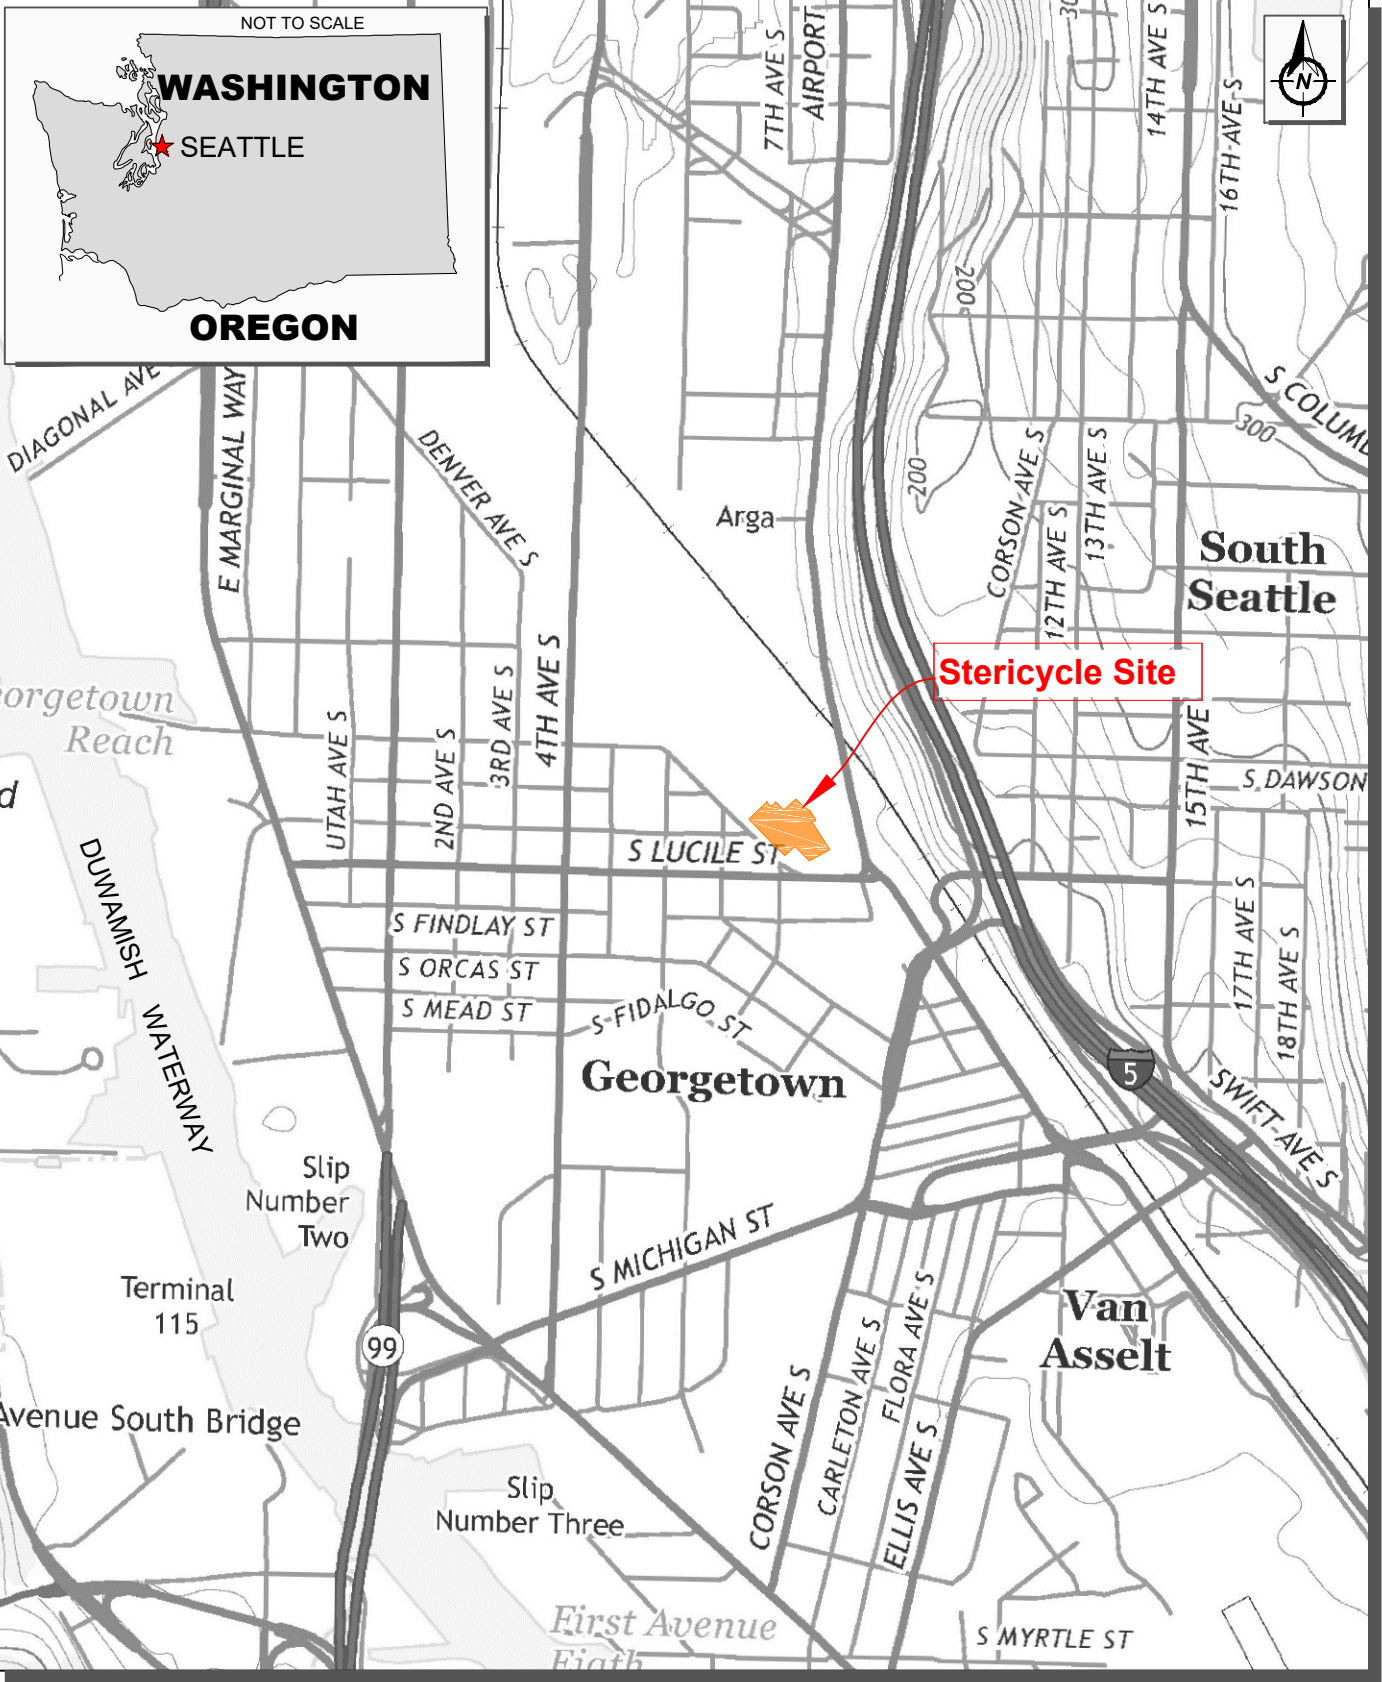 NOT TO SCALE
WASHINGTON
SEATTLE
OREGON
7TH AVE S
AIRPORT
14TH AVE S
16TH AVE S
N
200
DIAGONAL AVE
E MARGINAL WAY
DENVER AVE S
S COLUMB
300
200
CORSON AVE S
13TH AVE S
12TH AVE S
Arga
South
Seattle
Stericycle Site
orgetown
Reach
UTAH AVE S
2ND AVE S
3RD AVE S
4TH AVE S
15TH AVE
S DAWSON
d
S LUCILE ST
DUWAMISH WATERWAY
S FINDLAY ST
S ORCAS ST
S MEAD ST
S FIDALGO ST
17TH AVE S
18TH AVE S
Georgetown
5
SWIFT AVE S
Slip
Number
Two
S MICHIGAN ST
Terminal
115
99
Van
Asselt
Avenue South Bridge
CORSON AVE S
CARLETON AVE S
FLORA AVE S
ELLIS AVE S
Slip
Number Three
First Avenue
S MYRTLE ST